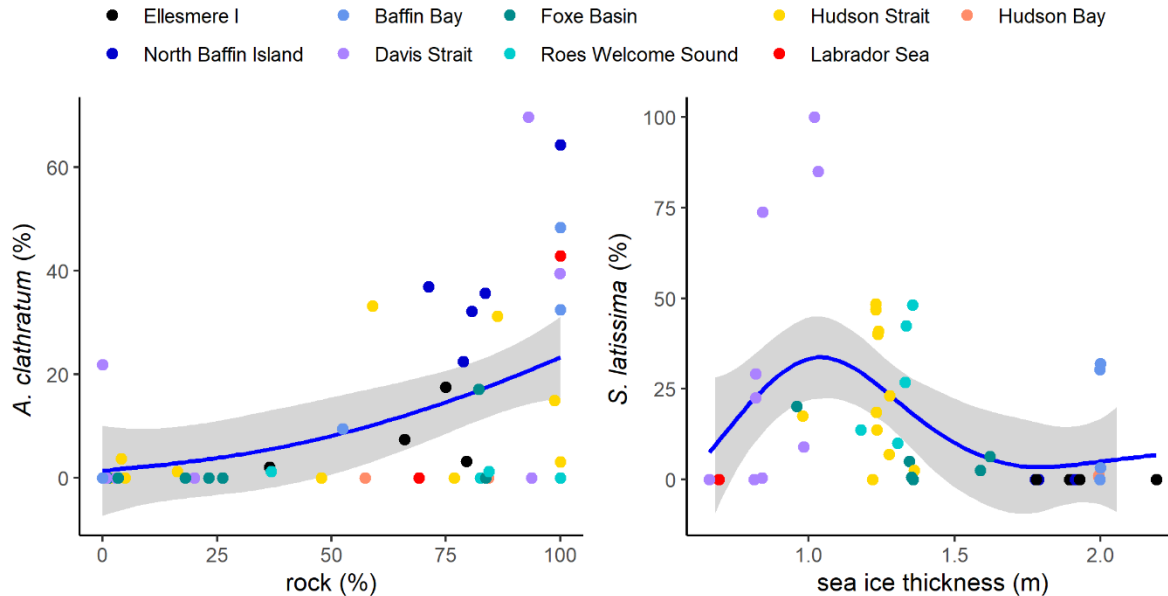 Ellesmere I Baffin Bay Foxe Basin Hudson Strait Hudson Bay
North Baffin Island Davis Strait Roes Welcome Sound Labrador Sea
A. clathratum (%)
60
40
20
0
0 25 50 75 100
rock (%)
S. latissima (%)
100
75
50
25
0
1.0 1.5 2.0
sea ice thickness (m)